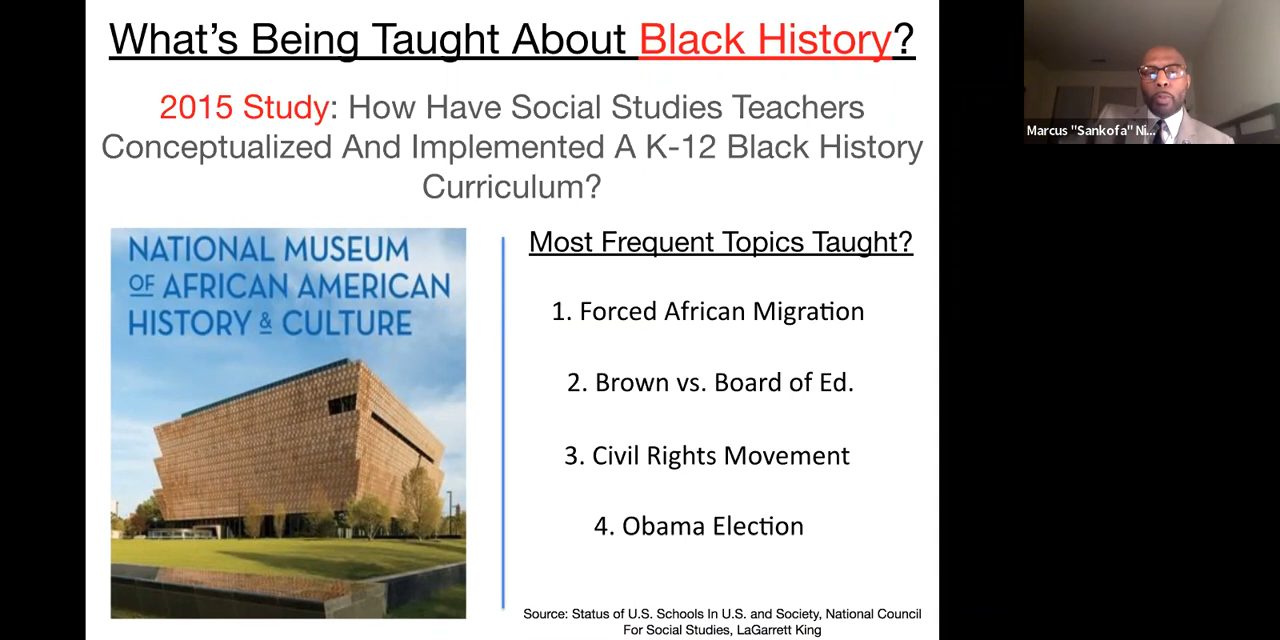 What's Being Taught About Black History?
2015 Study: How Have Social Studies Teachers
Conceptualized And Implemented A K-12 Black History
Curriculum?
NATIONAL MUSEUM
OF AFRICAN AMERICAN
HISTORY & CULTURE
Most Frequent Topics Taught?
1. Forced African Migration
2. Brown vs. Board of Ed.
3. Civil Rights Movement
4. Obama Election
Source: Status of U.S. Schools In U.S. and Society, National Council
For Social Studies, LaGarrett King
Marcus "Sankofa" Ni...